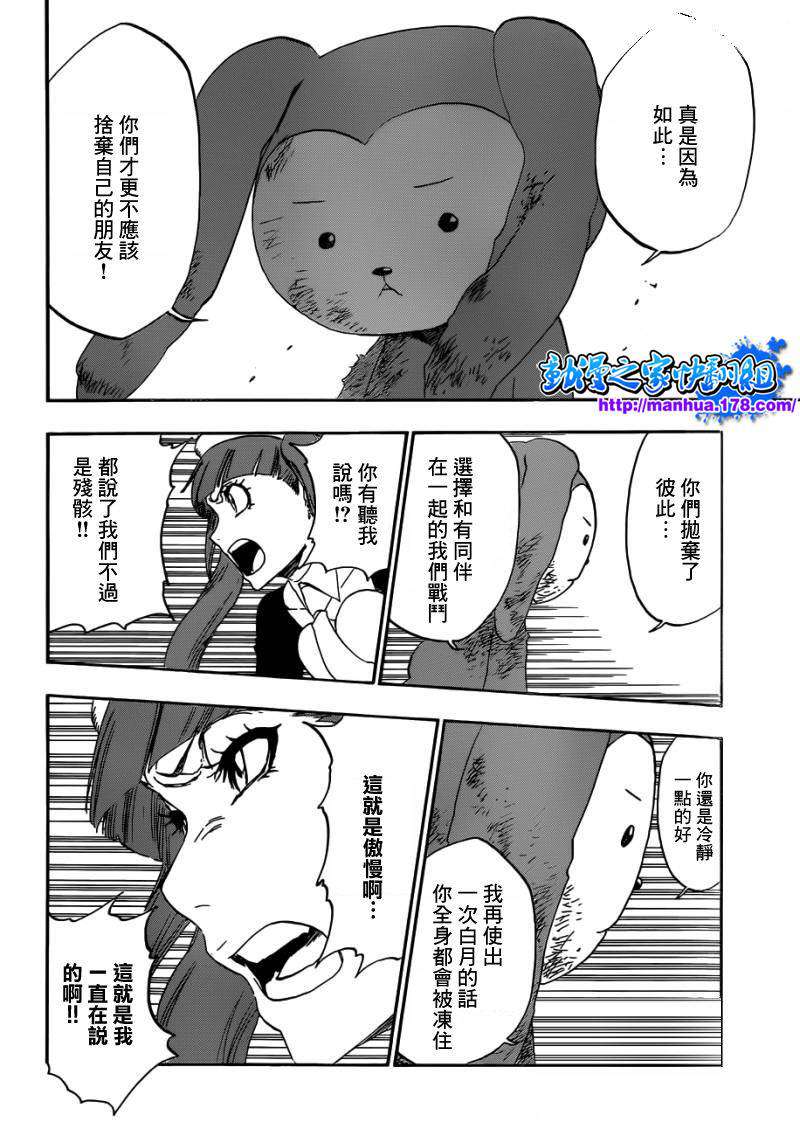 真是因為
如此…
你們才更不應該
捨棄自己的朋友！
動漫之家快翻組
http://manhua.178.com/
你們拋棄了
彼此…
選擇和有同伴
在一起的我們戰鬥
你有聽我
說嗎!?
都說了我們不過
是殘骸!!
你還是冷靜
一點的好
我再使出
一次白月的話
你全身都會被凍住
這就是傲慢啊…
這就是我
一直在說
的啊!!